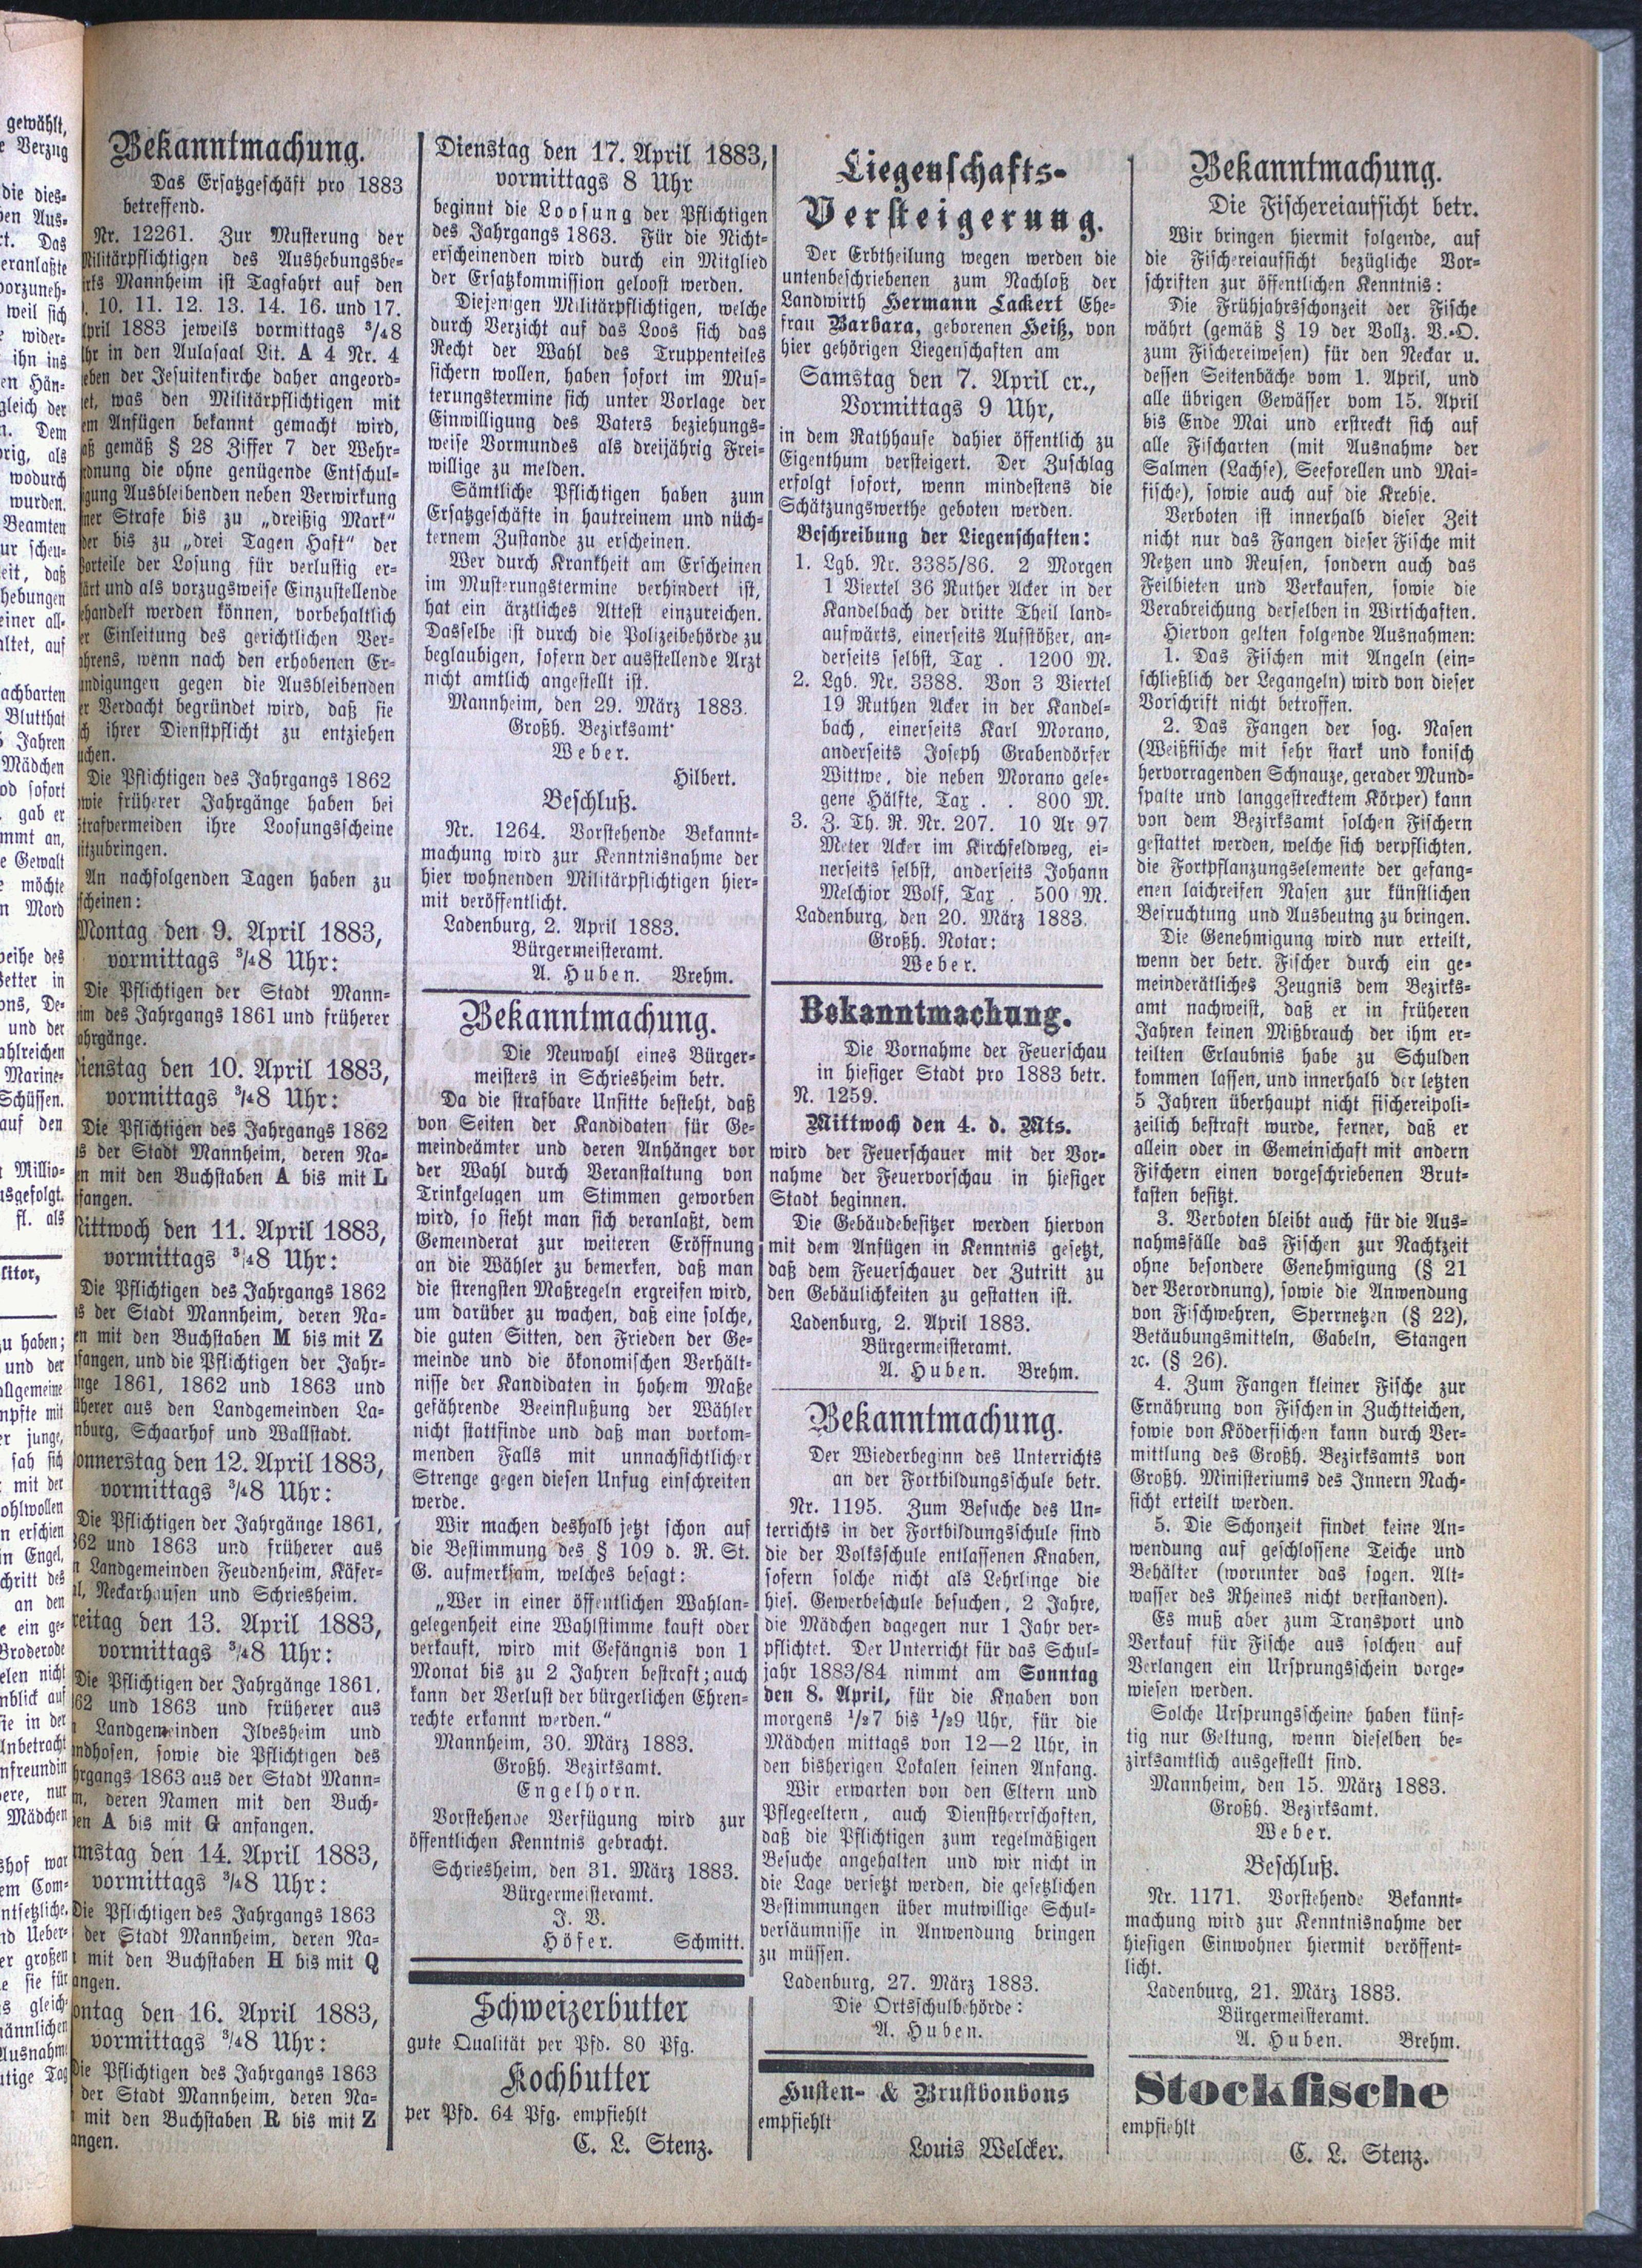 Bekanntmachung.
Das Ersatzgeschäft pro 1883
betreffend.
Nr. 12261. Zur Musterung der
Militärpflichtigen des Aushebungsbe-
Mannheim ist Tagfahrt auf den
10. 11. 12. 13. 14. 16. und 17.
April 1883 jeweils vormittags ³/₄8
Uhr in den Aulasaal Lit. A 4 Nr. 4
neben der Jesuitenkirche daher angeord-
net, was den Militärpflichtigen mit
dem Anfügen bekannt gemacht wird,
daß gemäß § 28 Ziffer 7 der Wehr-
ordnung die ohne genügende Entschul-
digung Ausbleibenden neben Verwirkung
einer Strafe bis zu „dreißig Mark“
oder bis zu „drei Tagen Haft“ der
Vorteile der Losung für verlustig er-
klärt und als vorzugsweise Einzustellende
behandelt werden können, vorbehaltlich
der Einleitung des gerichtlichen Ver-
fahrens, wenn nach den erhobenen Er-
kundigungen gegen die Ausbleibenden
der Verdacht begründet wird, daß sie
sich ihrer Dienstpflicht zu entziehen
suchen.
Die Pflichtigen des Jahrgangs 1862
sowie früherer Jahrgänge haben bei
Strafvermeiden ihre Loosungsscheine
mitzubringen.
An nachfolgenden Tagen haben zu
erscheinen:
Montag den 9. April 1883,
vormittags ³/₄8 Uhr:
Die Pflichtigen der Stadt Mann-
heim des Jahrgangs 1861 und früherer
Jahrgänge.
Dienstag den 10. April 1883,
vormittags ³/₄8 Uhr:
Die Pflichtigen des Jahrgangs 1862
aus der Stadt Mannheim, deren Na-
men mit den Buchstaben A bis mit L
anfangen.
Mittwoch den 11. April 1883,
vormittags ³/₄8 Uhr:
Die Pflichtigen des Jahrgangs 1862
aus der Stadt Mannheim, deren Na-
men mit den Buchstaben M bis mit Z
anfangen, und die Pflichtigen der Jahr-
gänge 1861, 1862 und 1863 und
früherer aus den Landgemeinden La-
denburg, Schaarhof und Wallstadt.
Donnerstag den 12. April 1883,
vormittags ³/₄8 Uhr:
Die Pflichtigen der Jahrgänge 1861,
1862 und 1863 und früherer aus
den Landgemeinden Feudenheim, Käfer-
thal, Neckarhausen und Schriesheim.
Freitag den 13. April 1883,
vormittags ³/₄8 Uhr:
Die Pflichtigen der Jahrgänge 1861,
1862 und 1863 und früherer aus
den Landgemeinden Ilvesheim und
Sandhofen, sowie die Pflichtigen des
Jahrgangs 1863 aus der Stadt Mann-
heim, deren Namen mit den Buch-
staben A bis mit G anfangen.
Samstag den 14. April 1883,
vormittags ³/₄8 Uhr:
Die Pflichtigen des Jahrgangs 1863
der Stadt Mannheim, deren Na-
men mit den Buchstaben H bis mit Q
anfangen.
Montag den 16. April 1883,
vormittags ³/₄8 Uhr:
Die Pflichtigen des Jahrgangs 1863
der Stadt Mannheim, deren Na-
men mit den Buchstaben R bis mit Z
anfangen.
Dienstag den 17. April 1883,
vormittags 8 Uhr
beginnt die Loosung der Pflichtigen
des Jahrgangs 1863. Für die Nicht-
erscheinenden wird durch ein Mitglied
der Ersatzkommission geloost werden.
Diejenigen Militärpflichtigen, welche
durch Verzicht auf das Loos sich das
Recht der Wahl des Truppenteiles
sichern wollen, haben sofort im Mus-
terungstermine sich unter Vorlage der
Einwilligung des Vaters beziehungs-
weise Vormundes als dreijährig Frei-
willige zu melden.
Sämtliche Pflichtigen haben zum
Ersatzgeschäfte in hautreinem und nüch-
ternem Zustande zu erscheinen.
Wer durch Krankheit am Erscheinen
im Musterungstermine verhindert ist,
hat ein ärztliches Attest einzureichen.
Dasselbe ist durch die Polizeibehörde zu
beglaubigen, sofern der ausstellende Arzt
nicht amtlich angestellt ist.
Mannheim, den 29. März 1883.
Großh. Bezirksamt
Weber.
Hilbert.
Beschluß.
Nr. 1264. Vorstehende Bekannt-
machung wird zur Kenntnisnahme der
hier wohnenden Militärpflichtigen hier-
mit veröffentlicht.
Ladenburg, 2. April 1883.
Bürgermeisteramt.
A. Huben. Brehm.
Bekanntmachung.
Die Neuwahl eines Bürger-
meisters in Schriesheim betr.
Da die strafbare Unsitte besteht, daß
von Seiten der Kandidaten für Ge-
meindeämter und deren Anhänger vor
der Wahl durch Veranstaltung von
Trinkgelagen um Stimmen geworben
wird, so sieht man sich veranlaßt, dem
Gemeinderat zur weiteren Eröffnung
an die Wähler zu bemerken, daß man
die strengsten Maßregeln ergreifen wird,
um darüber zu wachen, daß eine solche,
die guten Sitten, den Frieden der Ge-
meinde und die ökonomischen Verhält-
nisse der Kandidaten in hohem Maße
gefährende Beeinflußung der Wähler
nicht stattfinde und daß man vorkom-
menden Falls mit unnachsichtlicher
Strenge gegen diesen Unfug einschreiten
werde.
Wir machen deshalb jetzt schon auf
die Bestimmung des § 109 d. R. St.
G. aufmerksam, welches besagt:
„Wer in einer öffentlichen Wahlan-
gelegenheit eine Wahlstimme kauft oder
verkauft, wird mit Gefängnis von 1
Monat bis zu 2 Jahren bestraft; auch
kann der Verlust der bürgerlichen Ehren-
rechte erkannt werden.“
Mannheim, 30. März 1883.
Großh. Bezirksamt.
Engelhorn.
Vorstehende Verfügung wird zur
öffentlichen Kenntnis gebracht.
Schriesheim, den 31. März 1883.
Bürgermeisteramt.
J. V.
Höfer. Schmitt.
Schweizerbutter
gute Qualität per Pfd. 80 Pfg.
Kochbutter
per Pfd. 64 Pfg. empfiehlt
C. L. Stenz.
Liegenschafts-
Versteigerung.
Der Erbtheilung wegen werden die
untenbeschriebenen zum Nachloß der
Landwirth Hermann Lackert Ehe-
frau Barbara, geborenen Heiß, von
hier gehörigen Liegenschaften am
Samstag den 7. April cr.,
Vormittags 9 Uhr,
in dem Rathhause dahier öffentlich zu
Eigenthum versteigert. Der Zuschlag
erfolgt sofort, wenn mindestens die
Schätzungswerthe geboten werden.
Beschreibung der Liegenschaften:
1. Lgb. Nr. 3385/86. 2 Morgen
1 Viertel 36 Ruther Acker in der
Kandelbach der dritte Theil land-
aufwärts, einerseits Aufstößer, an-
derseits selbst, Tax . 1200 M.
2. Lgb. Nr. 3388. Von 3 Viertel
19 Ruthen Acker in der Kandel-
bach, einerseits Karl Morano,
anderseits Joseph Grabendörfer
Wittwe, die neben Morano gele-
gene Hälfte, Tax . . 800 M.
3. Z. Th. R. Nr. 207. 10 Ar 97
Meter Acker im Kirchfeldweg, ei-
nerseits selbst, anderseits Johann
Melchior Wolf, Tax . 500 M.
Ladenburg, den 20. März 1883.
Großh. Notar:
Weber.
Bekanntmachung.
Die Vornahme der Feuerschau
in hiesiger Stadt pro 1883 betr.
N. 1259.
Mittwoch den 4. d. Mts.
wird der Feuerschauer mit der Vor-
nahme der Feuervorschau in hiesiger
Stadt beginnen.
Die Gebäudebesitzer werden hiervon
mit dem Anfügen in Kenntnis gesetzt,
daß dem Feuerschauer der Zutritt zu
den Gebäulichkeiten zu gestatten ist.
Ladenburg, 2. April 1883.
Bürgermeisteramt.
A. Huben. Brehm.
Bekanntmachung.
Der Wiederbeginn des Unterrichts
an der Fortbildungsschule betr.
Nr. 1195. Zum Besuche des Un-
terrichts in der Fortbildungsschule sind
die der Volksschule entlassenen Knaben,
sofern solche nicht als Lehrlinge die
hies. Gewerbeschule besuchen, 2 Jahre,
die Mädchen dagegen nur 1 Jahr ver-
pflichtet. Der Unterricht für das Schul-
jahr 1883/84 nimmt am Sonntag
den 8. April, für die Knaben von
morgens ¹/₂7 bis ¹/₂9 Uhr, für die
Mädchen mittags von 12—2 Uhr, in
den bisherigen Lokalen seinen Anfang.
Wir erwarten von den Eltern und
Pflegeeltern, auch Dienstherrschaften,
daß die Pflichtigen zum regelmäßigen
Besuche angehalten und wir nicht in
die Lage versetzt werden, die gesetzlichen
Bestimmungen über mutwillige Schul-
versäumnisse in Anwendung bringen
zu müssen.
Ladenburg, 27. März 1883.
Die Ortsschulbehörde:
A. Huben.
Husten- & Brustbonbons
empfiehlt
Louis Welcker.
Bekanntmachung.
Die Fischereiaufsicht betr.
Wir bringen hiermit folgende, auf
die Fischereiaufsicht bezügliche Vor-
schriften zur öffentlichen Kenntnis:
Die Frühjahrsschonzeit der Fische
währt (gemäß § 19 der Vollz. V.-O.
zum Fischereiwesen) für den Neckar u.
dessen Seitenbäche vom 1. April, und
alle übrigen Gewässer vom 15. April
bis Ende Mai und erstreckt sich auf
alle Fischarten (mit Ausnahme der
Salmen (Lachse), Seeforellen und Mai-
fische), sowie auch auf die Krebse.
Verboten ist innerhalb dieser Zeit
nicht nur das Fangen dieser Fische mit
Netzen und Reusen, sondern auch das
Feilbieten und Verkaufen, sowie die
Verabreichung derselben in Wirtschaften.
Hiervon gelten folgende Ausnahmen:
1. Das Fischen mit Angeln (ein-
schließlich der Legangeln) wird von dieser
Vorschrift nicht betroffen.
2. Das Fangen der sog. Nasen
(Weißfische mit sehr stark und konisch
hervorragenden Schnauze, gerader Mund-
spalte und langgestrecktem Körper) kann
von dem Bezirksamt solchen Fischern
gestattet werden, welche sich verpflichten,
die Fortpflanzungselemente der gefang-
enen laichreifen Nasen zur künstlichen
Befruchtung und Ausbeutng zu bringen.
Die Genehmigung wird nur erteilt,
wenn der betr. Fischer durch ein ge-
meinderätliches Zeugnis dem Bezirks-
amt nachweist, daß er in früheren
Jahren keinen Mißbrauch der ihm er-
teilten Erlaubnis habe zu Schulden
kommen lassen, und innerhalb der letzten
5 Jahren überhaupt nicht fischereipoli-
zeilich bestraft wurde, ferner, daß er
allein oder in Gemeinschaft mit andern
Fischern einen vorgeschriebenen Brut-
kasten besitzt.
3. Verboten bleibt auch für die Aus-
nahmsfälle das Fischen zur Nachtzeit
ohne besondere Genehmigung (§ 21
der Verordnung), sowie die Anwendung
von Fischwehren, Sperrnetzen (§ 22),
Betäubungsmitteln, Gabeln, Stangen
ꝛc. (§ 26).
4. Zum Fangen kleiner Fische zur
Ernährung von Fischen in Zuchtteichen,
sowie von Köderfischen kann durch Ver-
mittlung des Großh. Bezirksamts von
Großh. Ministeriums des Innern Nach-
sicht erteilt werden.
5. Die Schonzeit findet keine An-
wendung auf geschlossene Teiche und
Behälter (worunter das sogen. Alt-
wasser des Rheines nicht verstanden).
Es muß aber zum Transport und
Verkauf für Fische aus solchen auf
Verlangen ein Ursprungsschein vorge-
wiesen werden.
Solche Ursprungsscheine haben künf-
tig nur Geltung, wenn dieselben be-
zirksamtlich ausgestellt sind.
Mannheim, den 15. März 1883.
Großh. Bezirksamt.
Weber.
Beschluß.
Nr. 1171. Vorstehende Bekannt-
machung wird zur Kenntnisnahme der
hiesigen Einwohner hiermit veröffent-
licht.
Ladenburg, 21. März 1883.
Bürgermeisteramt.
A. Huben. Brehm.
Stockfische
empfiehlt
C. L. Stenz.